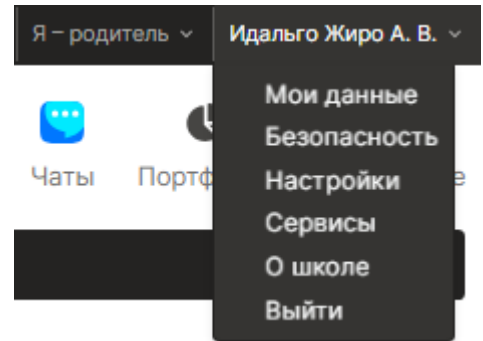 Я – родитель
Идальго Жиро А. В.
Мои данные
Безопасность
Настройки
Сервисы
О школе
Выйти
Чаты